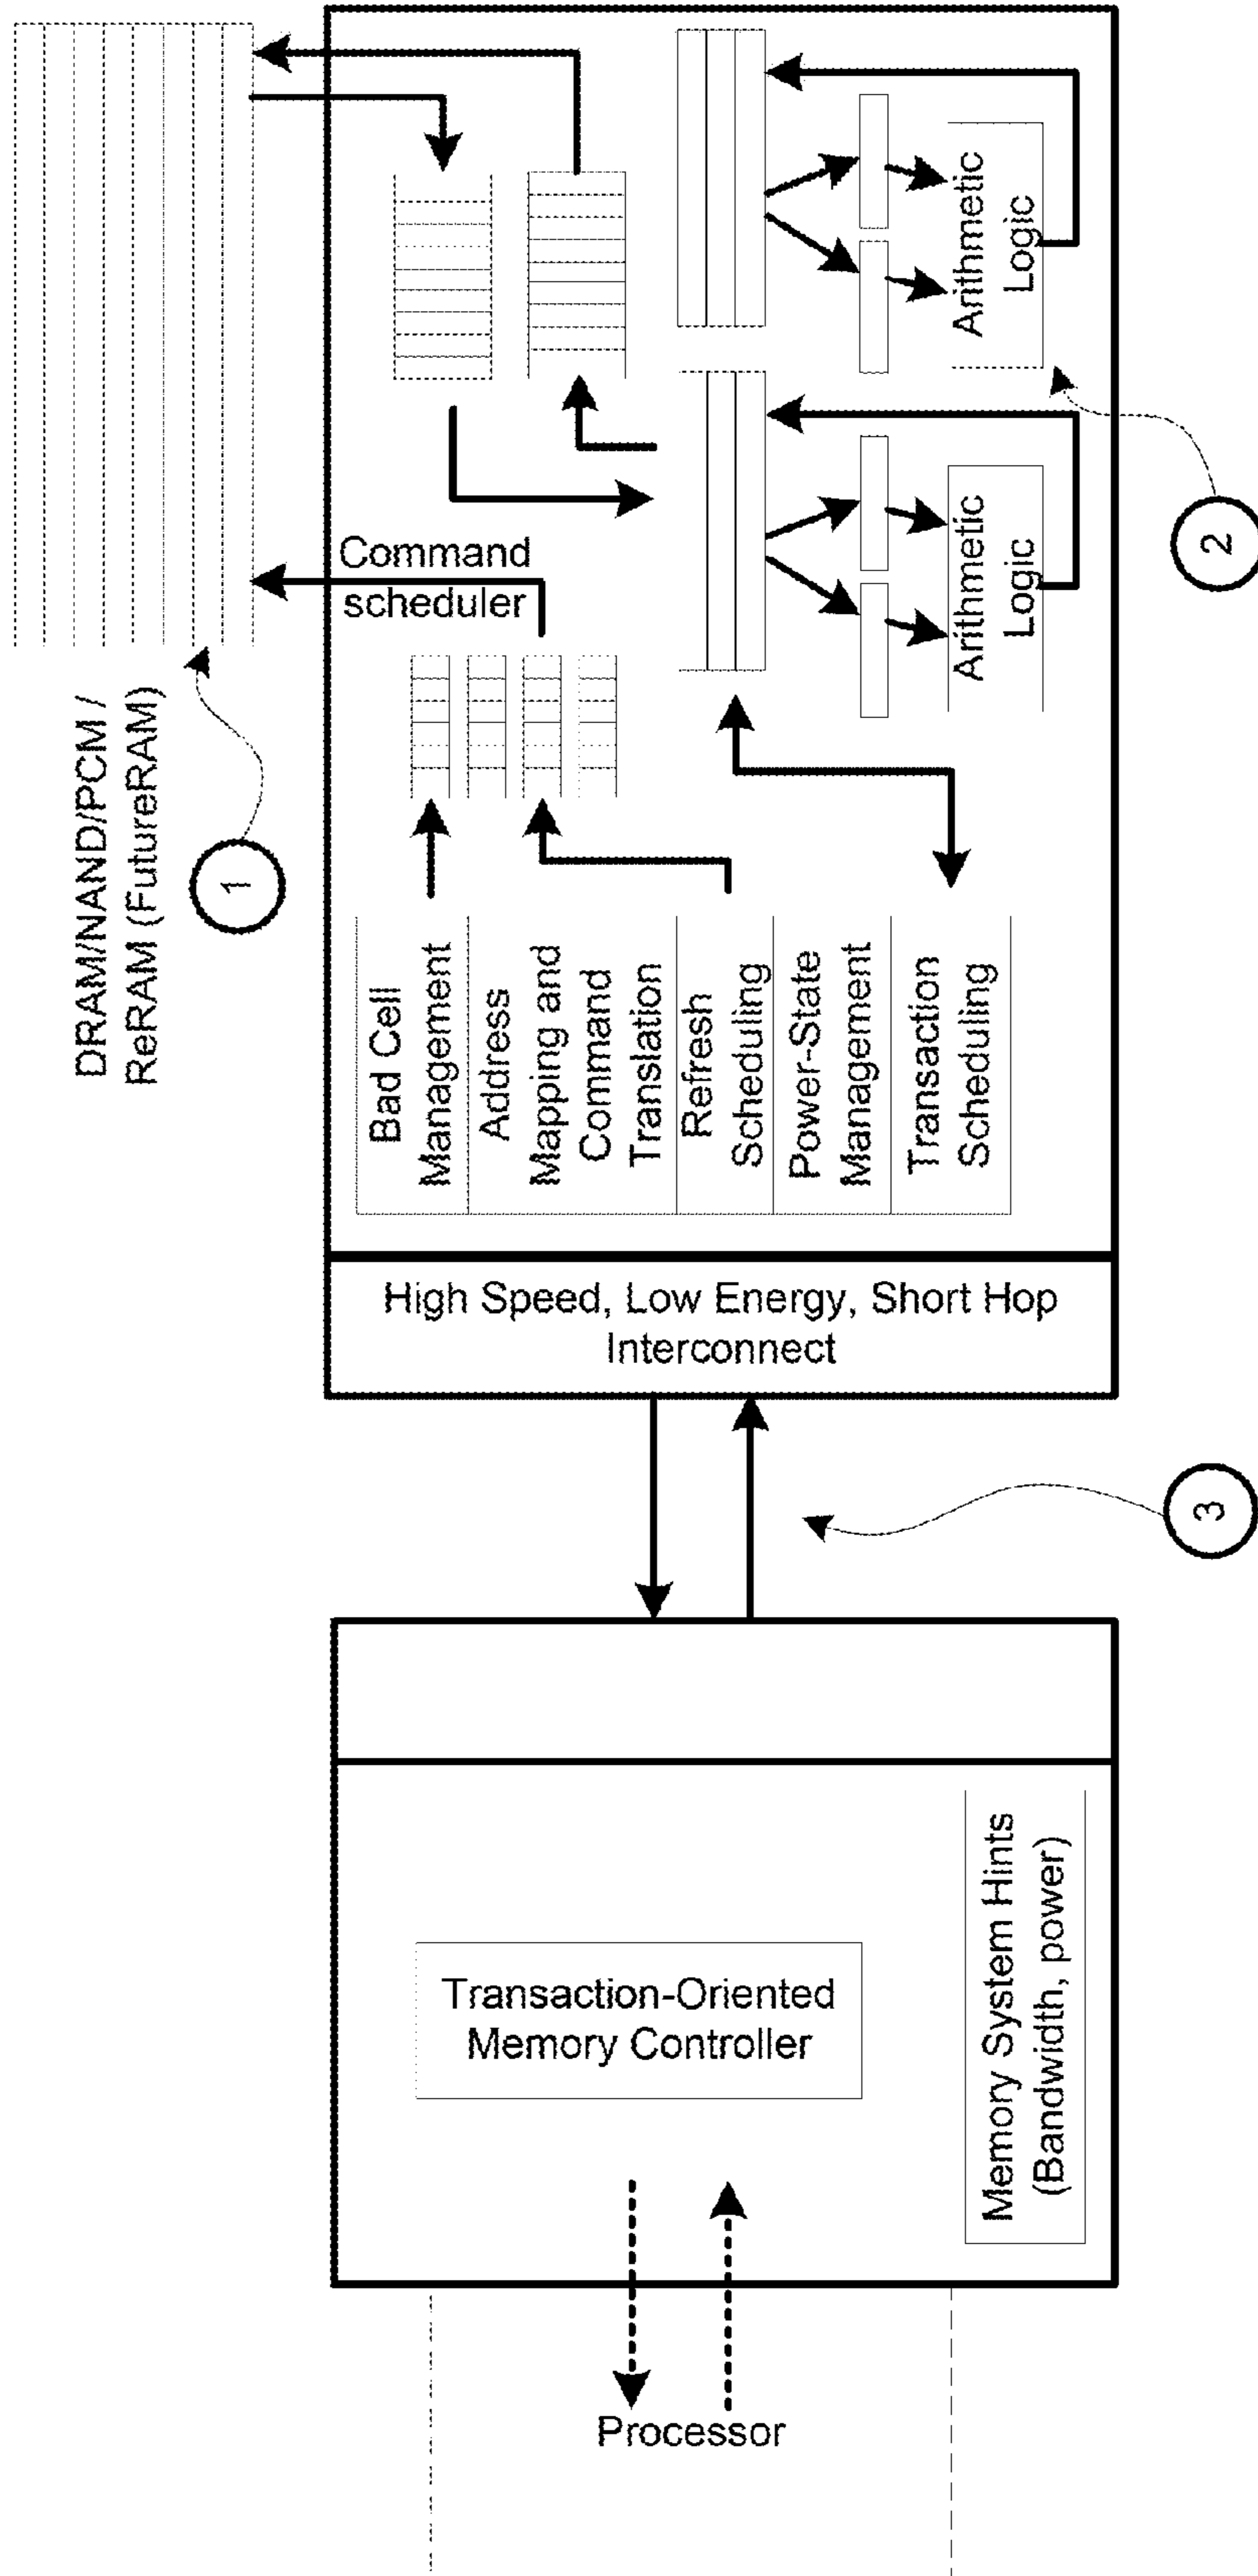 DRAM/NAND/PCM /
ReRAM (FutureRAM)
1
Command
scheduler
Bad Cell
Management
Address
Mapping and
Command
Translation
Refresh
Scheduling
Power-State
Management
Transaction
Scheduling
Arithmetic
Logic
Arithmetic
Logic
2
High Speed, Low Energy, Short Hop
Interconnect
3
Transaction-Oriented
Memory Controller
Memory System Hints
(Bandwidth, power)
Processor